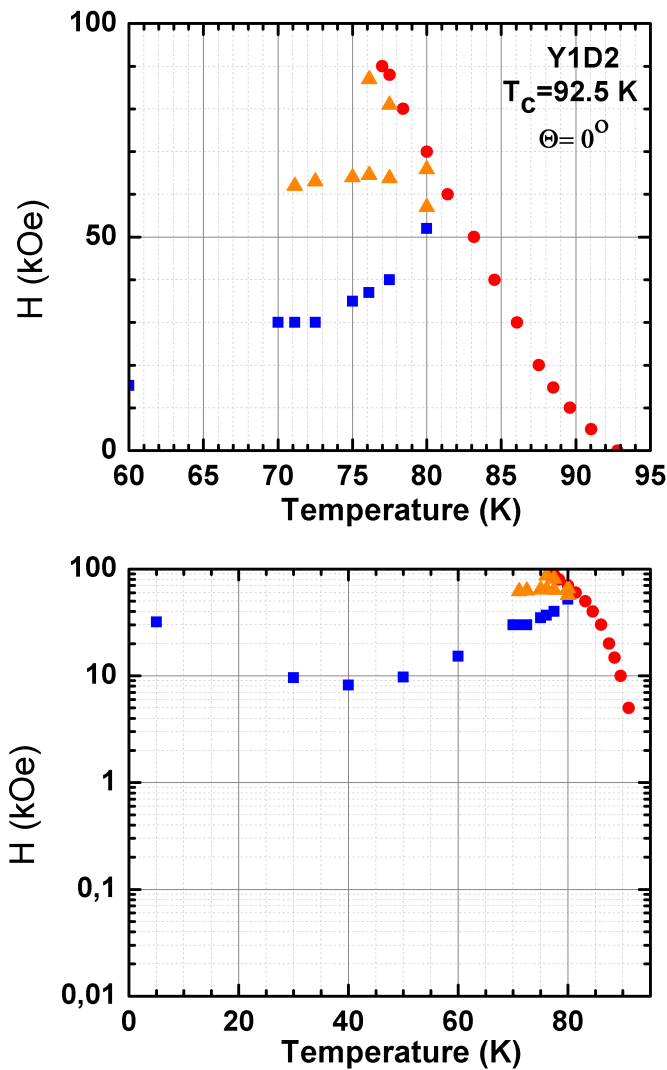 100
Y1D2
T_C=92.5 K
Θ= 0°
50
H (kOe)
0
60 65 70 75 80 85 90 95
Temperature (K)
100
10
1
H (kOe)
0,1
0,01
0 20 40 60 80
Temperature (K)